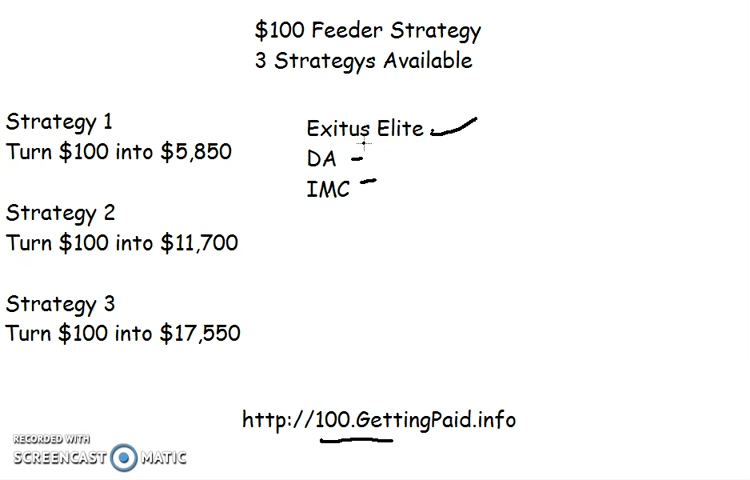 $100 Feeder Strategy
3 Strategys Available
Strategy 1
Turn $100 into $5,850
Strategy 2
Turn $100 into $11,700
Strategy 3
Turn $100 into $17,550
Exitus Elite
DA
IMC
http://100.GettingPaid.info
RECORDED WITH
SCREENCAST MATIC